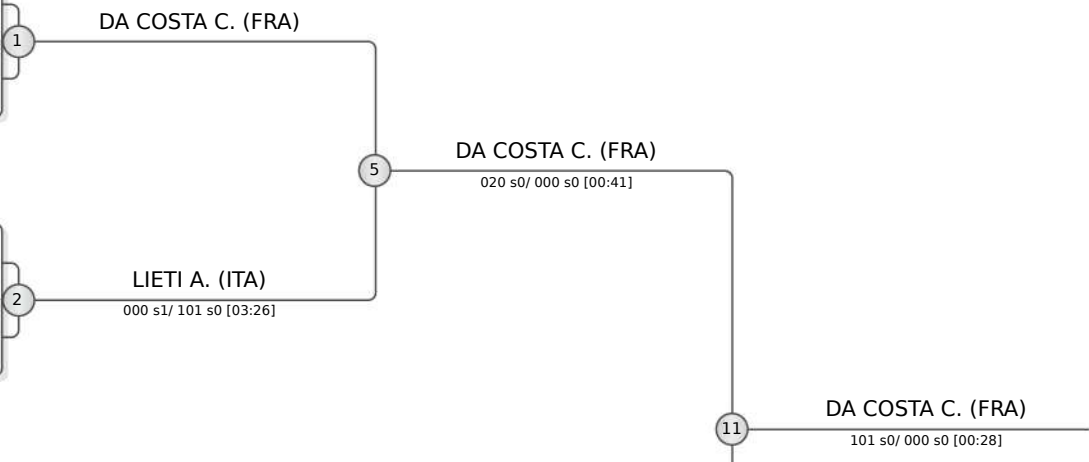 1
DA COSTA C. (FRA)
5
DA COSTA C. (FRA)
020 s0/ 000 s0 [00:41]
2
LIETI A. (ITA)
000 s1/ 101 s0 [03:26]
11
DA COSTA C. (FRA)
101 s0/ 000 s0 [00:28]